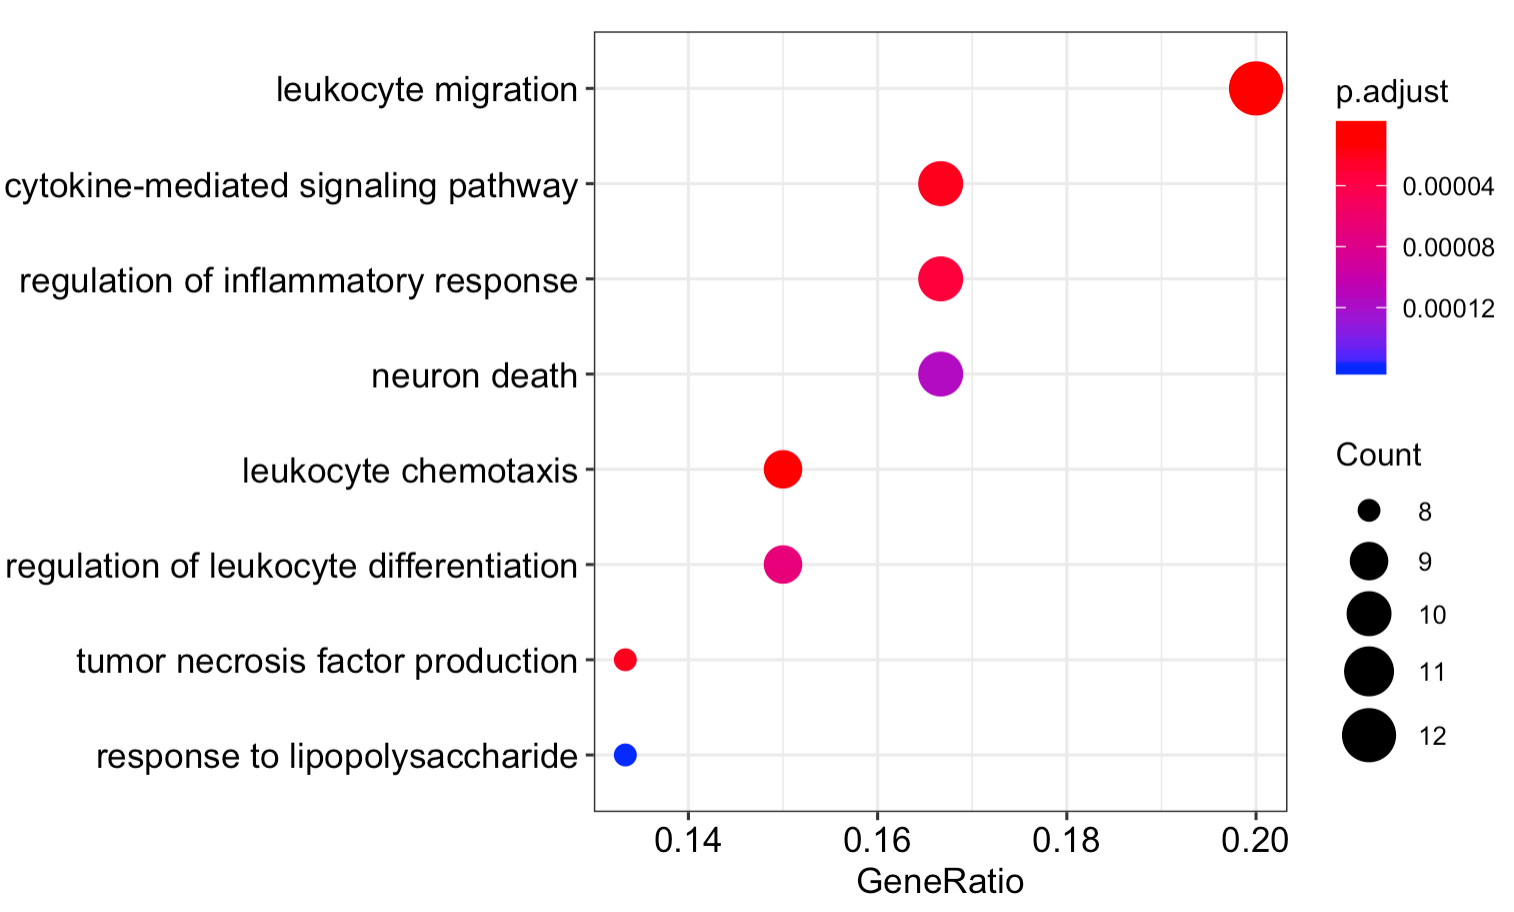 leukocyte migration
cytokine-mediated signaling pathway
regulation of inflammatory response
neuron death
leukocyte chemotaxis
regulation of leukocyte differentiation
tumor necrosis factor production
response to lipopolysaccharide
0.14 0.16 0.18 0.20
GeneRatio
p.adjust
0.00004
0.00008
0.00012
Count
8
9
10
11
12